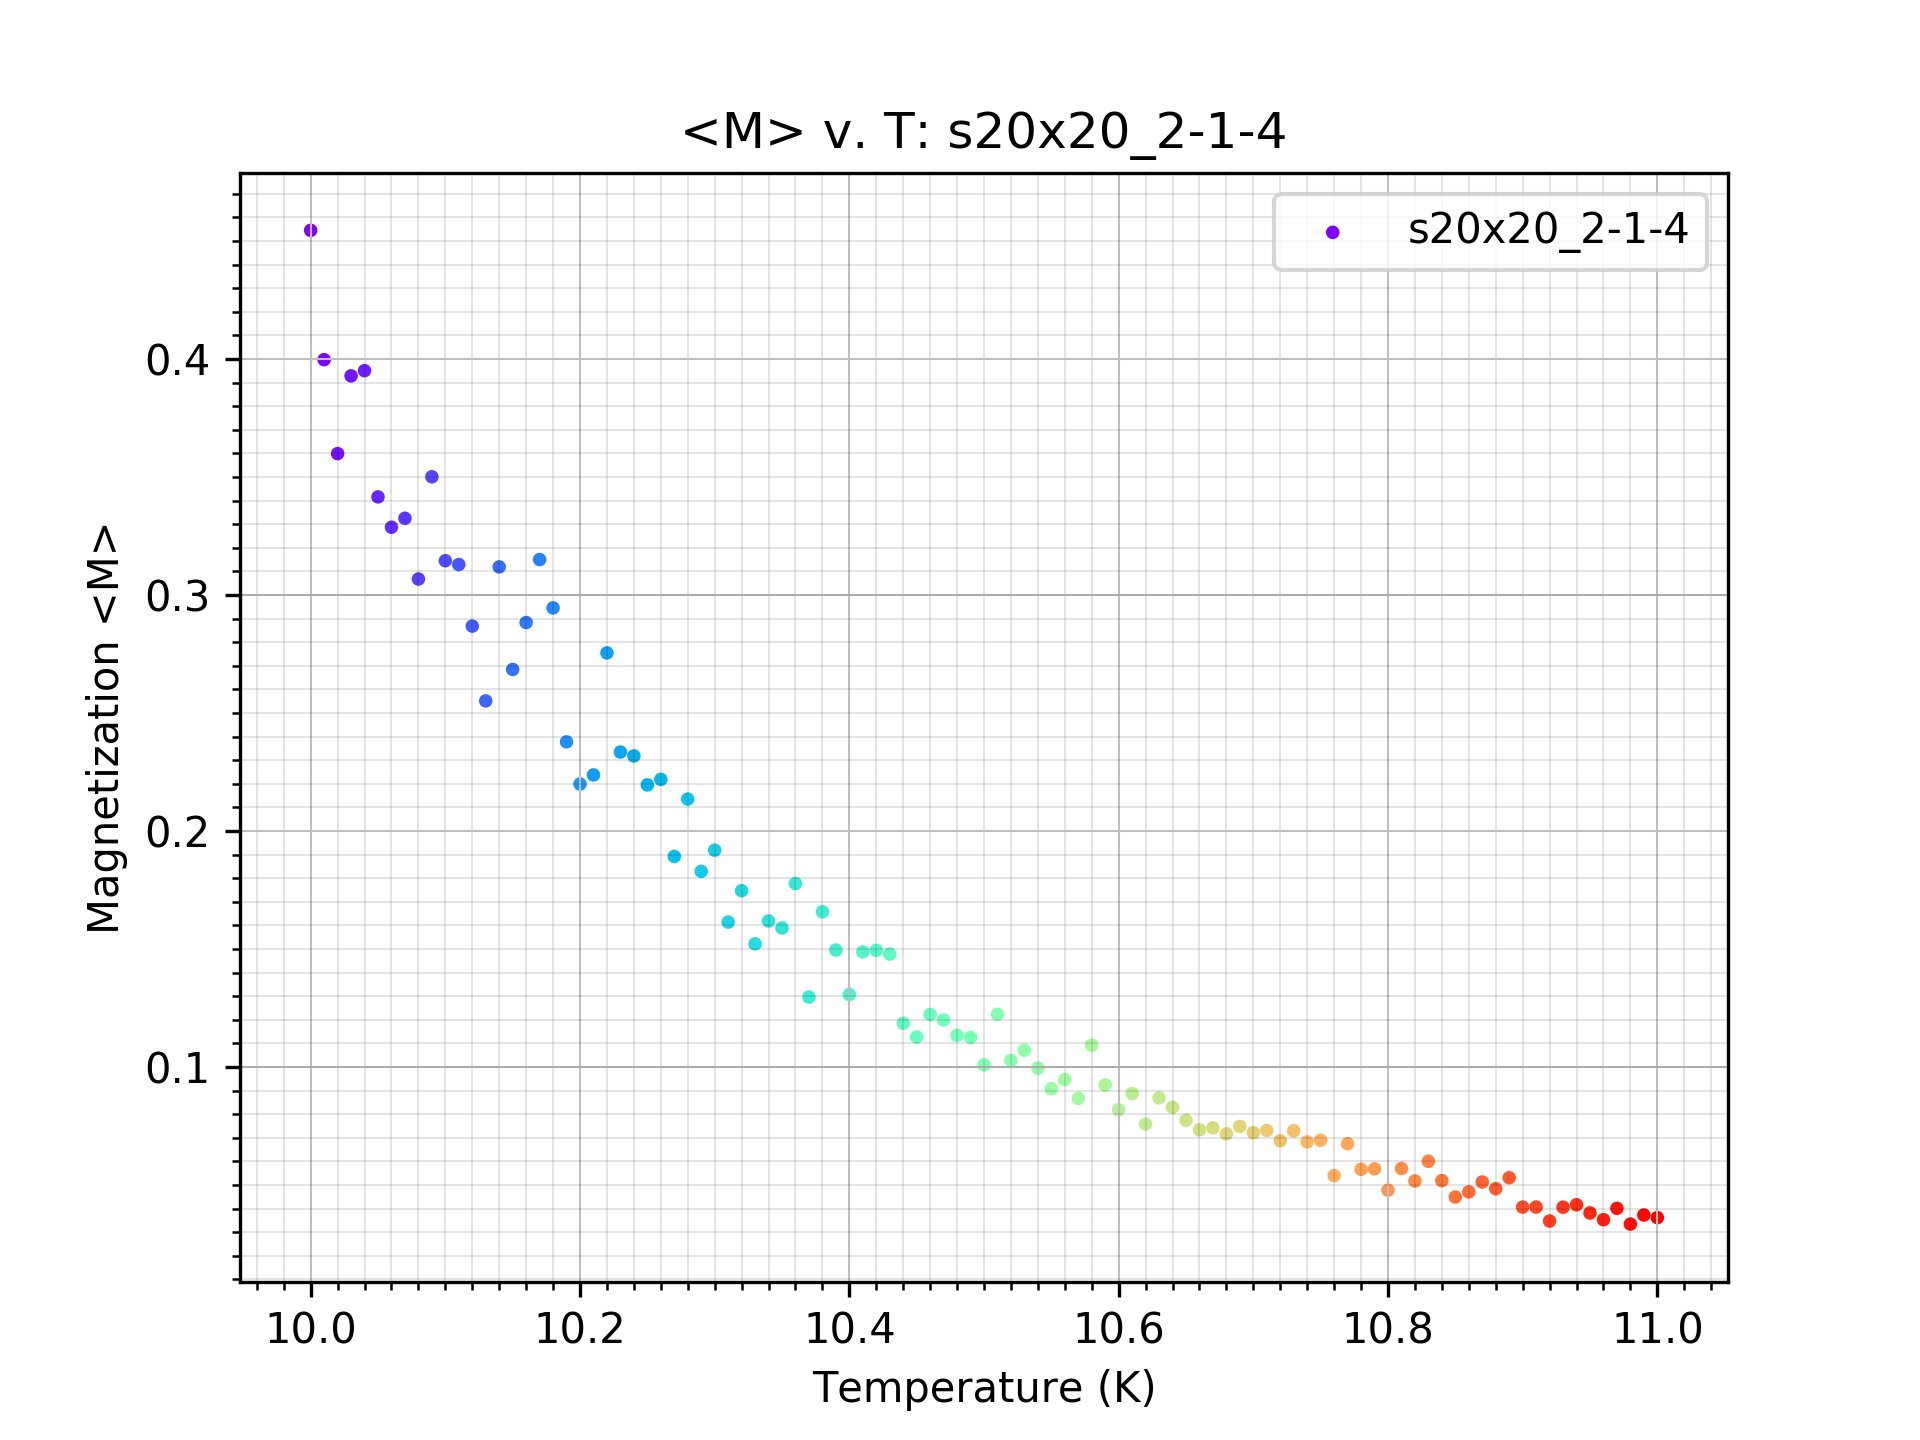 <M> v. T: s20x20_2-1-4
s20x20_2-1-4
Magnetization <M>
0.4
0.3
0.2
0.1
10.0 10.2 10.4 10.6 10.8 11.0
Temperature (K)